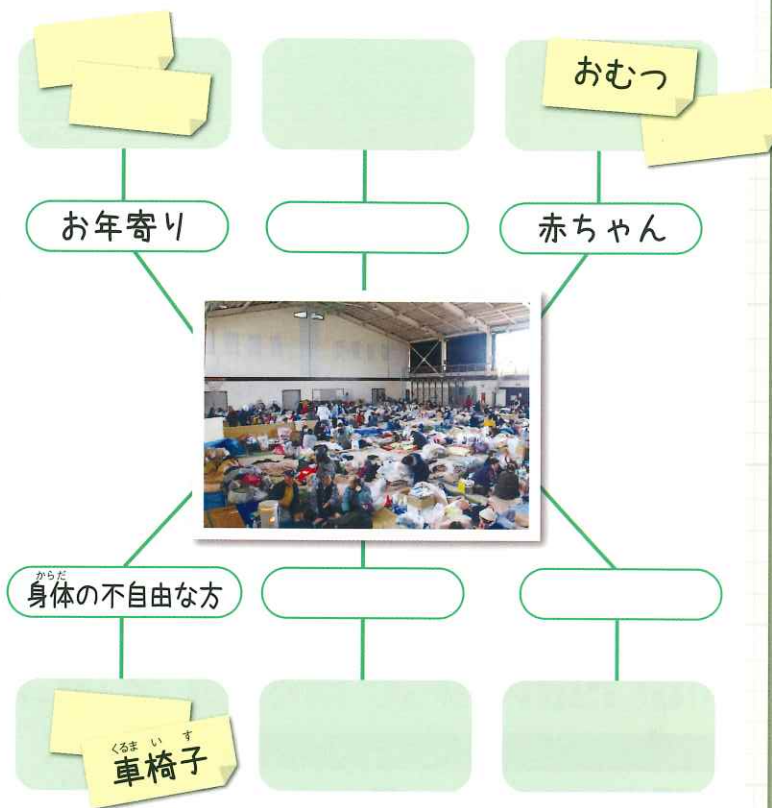 おむつ
お年寄り
赤ちゃん
からだ
身体の不自由な方
くるまいす
車椅子